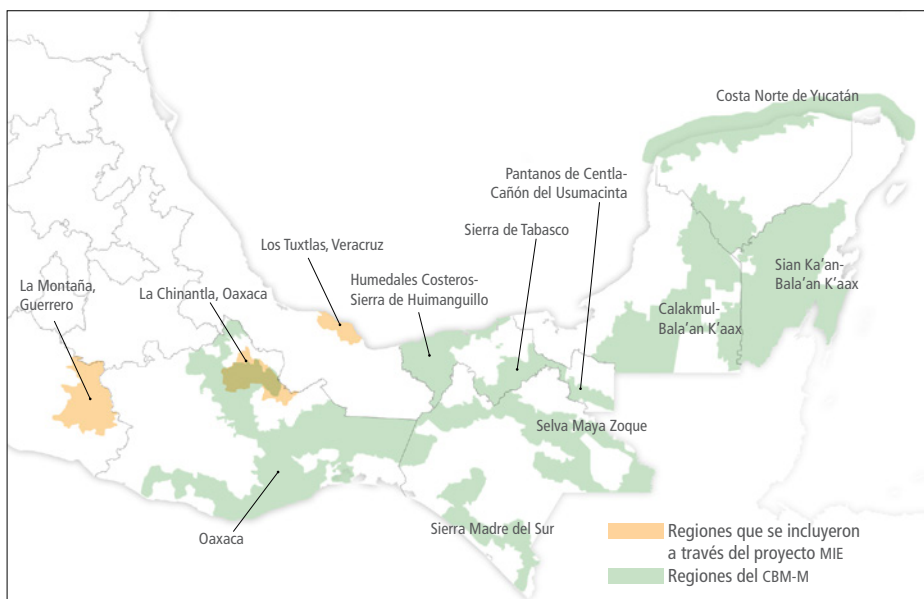 Costa Norte de Yucatán
Pantanos de Centla-
Cañón del Usumacinta
Sierra de Tabasco
Los Tuxtlas, Veracruz
Humedales Costeros-
Sierra de Huimanguillo
La Montaña,
Guerrero
La Chinantla, Oaxaca
Sian Ka'an-
Bala'an K'aax
Calakmul-
Bala'an K'aax
Selva Maya Zoque
Sierra Madre del Sur
Oaxaca
Regiones que se incluyeron
a través del proyecto MIE
Regiones del CBM-M